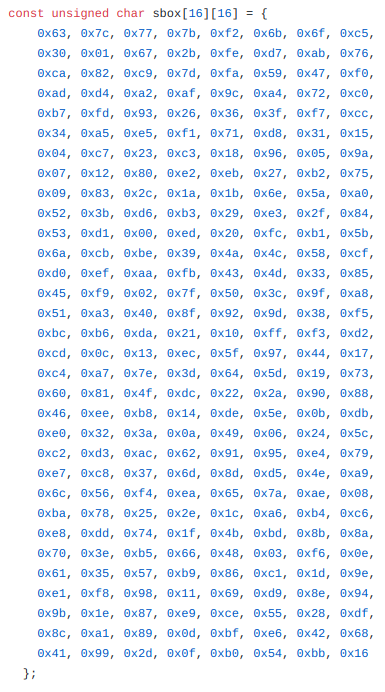 const unsigned char sbox[16][16] = {
0x63, 0x7c, 0x77, 0x7b, 0xf2, 0x6b, 0x6f, 0xc5,
0x30, 0x01, 0x67, 0x2b, 0xfe, 0xd7, 0xab, 0x76,
0xca, 0x82, 0xc9, 0x7d, 0xfa, 0x59, 0x47, 0xf0,
0xad, 0xd4, 0xa2, 0xaf, 0x9c, 0xa4, 0x72, 0xc0,
0xb7, 0xfd, 0x93, 0x26, 0x36, 0x3f, 0xf7, 0xcc,
0x34, 0xa5, 0xe5, 0xf1, 0x71, 0xd8, 0x31, 0x15,
0x04, 0xc7, 0x23, 0xc3, 0x18, 0x96, 0x05, 0x9a,
0x07, 0x12, 0x80, 0xe2, 0xeb, 0x27, 0xb2, 0x75,
0x09, 0x83, 0x2c, 0x1a, 0x1b, 0x6e, 0x5a, 0xa0,
0x52, 0x3b, 0xd6, 0xb3, 0x29, 0xe3, 0x2f, 0x84,
0x53, 0xd1, 0x00, 0xed, 0x20, 0xfc, 0xb1, 0x5b,
0x6a, 0xcb, 0xbe, 0x39, 0x4a, 0x4c, 0x58, 0xcf,
0xd0, 0xef, 0xaa, 0xfb, 0x43, 0x4d, 0x33, 0x85,
0x45, 0xf9, 0x02, 0x7f, 0x50, 0x3c, 0x9f, 0xa8,
0x51, 0xa3, 0x40, 0x8f, 0x92, 0x9d, 0x38, 0xf5,
0xbc, 0xb6, 0xda, 0x21, 0x10, 0xff, 0xf3, 0xd2,
0xcd, 0x0c, 0x13, 0xec, 0x5f, 0x97, 0x44, 0x17,
0xc4, 0xa7, 0x7e, 0x3d, 0x64, 0x5d, 0x19, 0x73,
0x60, 0x81, 0x4f, 0xdc, 0x22, 0x2a, 0x90, 0x88,
0x46, 0xee, 0xb8, 0x14, 0xde, 0x5e, 0x0b, 0xdb,
0xe0, 0x32, 0x3a, 0x0a, 0x49, 0x06, 0x24, 0x5c,
0xc2, 0xd3, 0xac, 0x62, 0x91, 0x95, 0xe4, 0x79,
0xe7, 0xc8, 0x37, 0x6d, 0x8d, 0xd5, 0x4e, 0xa9,
0x6c, 0x56, 0xf4, 0xea, 0x65, 0x7a, 0xae, 0x08,
0xba, 0x78, 0x25, 0x2e, 0x1c, 0xa6, 0xb4, 0xc6,
0xe8, 0xdd, 0x74, 0x1f, 0x4b, 0xbd, 0x8b, 0x8a,
0x70, 0x3e, 0xb5, 0x66, 0x48, 0x03, 0xf6, 0x0e,
0x61, 0x35, 0x57, 0xb9, 0x86, 0xc1, 0x1d, 0x9e,
0xe1, 0xf8, 0x98, 0x11, 0x69, 0xd9, 0x8e, 0x94,
0x9b, 0x1e, 0x87, 0xe9, 0xce, 0x55, 0x28, 0xdf,
0x8c, 0xa1, 0x89, 0x0d, 0xbf, 0xe6, 0x42, 0x68,
0x41, 0x99, 0x2d, 0x0f, 0xb0, 0x54, 0xbb, 0x16
};